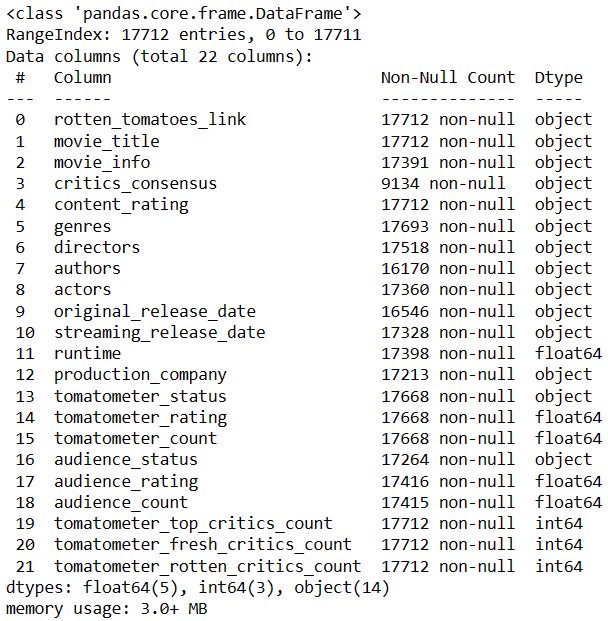 <class 'pandas.core.frame.DataFrame'>
RangeIndex: 17712 entries, 0 to 17711
Data columns (total 22 columns):
 #   Column                            Non-Null Count  Dtype
---  ------                            --------------  -----
 0   rotten_tomatoes_link              17712 non-null  object
 1   movie_title                       17712 non-null  object
 2   movie_info                        17391 non-null  object
 3   critics_consensus                 9134 non-null   object
 4   content_rating                    17712 non-null  object
 5   genres                            17693 non-null  object
 6   directors                         17518 non-null  object
 7   authors                           16170 non-null  object
 8   actors                            17360 non-null  object
 9   original_release_date             16546 non-null  object
 10  streaming_release_date            17328 non-null  object
 11  runtime                           17398 non-null  float64
 12  production_company                17213 non-null  object
 13  tomatometer_status                17668 non-null  object
 14  tomatometer_rating                17668 non-null  float64
 15  tomatometer_count                 17668 non-null  float64
 16  audience_status                   17264 non-null  object
 17  audience_rating                   17416 non-null  float64
 18  audience_count                    17415 non-null  float64
 19  tomatometer_top_critics_count     17712 non-null  int64
 20  tomatometer_fresh_critics_count   17712 non-null  int64
 21  tomatometer_rotten_critics_count  17712 non-null  int64
dtypes: float64(5), int64(3), object(14)
memory usage: 3.0+ MB